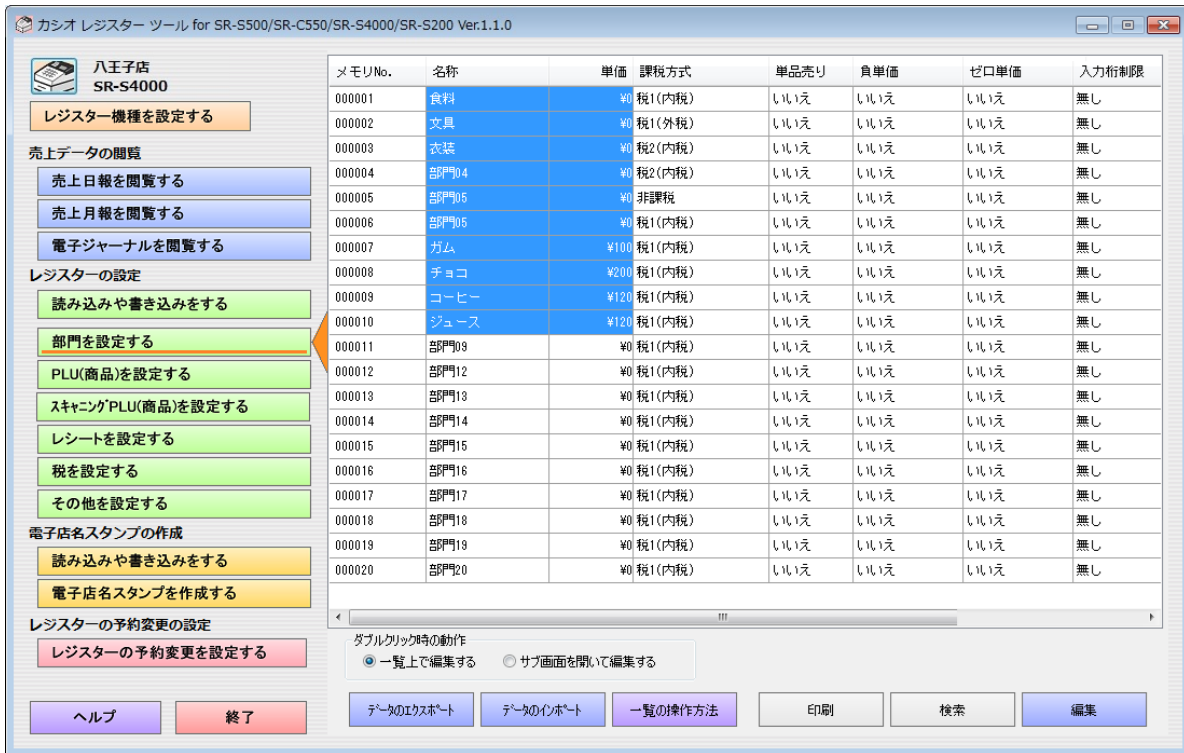 カシオ レジスター ツール for SR-S500/SR-C550/SR-S4000/SR-S200 Ver.1.1.0
八王子店
SR-S4000
レジスター機種を設定する
売上データの閲覧
売上日報を閲覧する
売上月報を閲覧する
電子ジャーナルを閲覧する
レジスターの設定
読み込みや書き込みをする
部門を設定する
PLU(商品)を設定する
ｽｷｬﾆﾝｸﾞPLU(商品)を設定する
レシートを設定する
税を設定する
その他を設定する
電子店名スタンプの作成
読み込みや書き込みをする
電子店名スタンプを作成する
レジスターの予約変更の設定
レジスターの予約変更を設定する
ヘルプ 終了
メモリNo. 名称 単価 課税方式 単品売り 負単価 ゼロ単価 入力桁制限
000001 食料 ¥0 税1(内税) いいえ いいえ いいえ 無し
000002 文具 ¥0 税1(外税) いいえ いいえ いいえ 無し
000003 衣装 ¥0 税2(内税) いいえ いいえ いいえ 無し
000004 部門04 ¥0 税2(内税) いいえ いいえ いいえ 無し
000005 部門05 ¥0 非課税 いいえ いいえ いいえ 無し
000006 部門05 ¥0 税1(内税) いいえ いいえ いいえ 無し
000007 ガム ¥100 税1(内税) いいえ いいえ いいえ 無し
000008 チョコ ¥200 税1(内税) いいえ いいえ いいえ 無し
000009 コーヒー ¥120 税1(内税) いいえ いいえ いいえ 無し
000010 ジュース ¥120 税1(内税) いいえ いいえ いいえ 無し
000011 部門09 ¥0 税1(内税) いいえ いいえ いいえ 無し
000012 部門12 ¥0 税1(内税) いいえ いいえ いいえ 無し
000013 部門13 ¥0 税1(内税) いいえ いいえ いいえ 無し
000014 部門14 ¥0 税1(内税) いいえ いいえ いいえ 無し
000015 部門15 ¥0 税1(内税) いいえ いいえ いいえ 無し
000016 部門16 ¥0 税1(内税) いいえ いいえ いいえ 無し
000017 部門17 ¥0 税1(内税) いいえ いいえ いいえ 無し
000018 部門18 ¥0 税1(内税) いいえ いいえ いいえ 無し
000019 部門19 ¥0 税1(内税) いいえ いいえ いいえ 無し
000020 部門20 ¥0 税1(内税) いいえ いいえ いいえ 無し
ダブルクリック時の動作
一覧上で編集する サブ画面を開いて編集する
ﾃﾞｰﾀのｴｸｽﾎﾟｰﾄ ﾃﾞｰﾀのｲﾝﾎﾟｰﾄ 一覧の操作方法 印刷 検索 編集